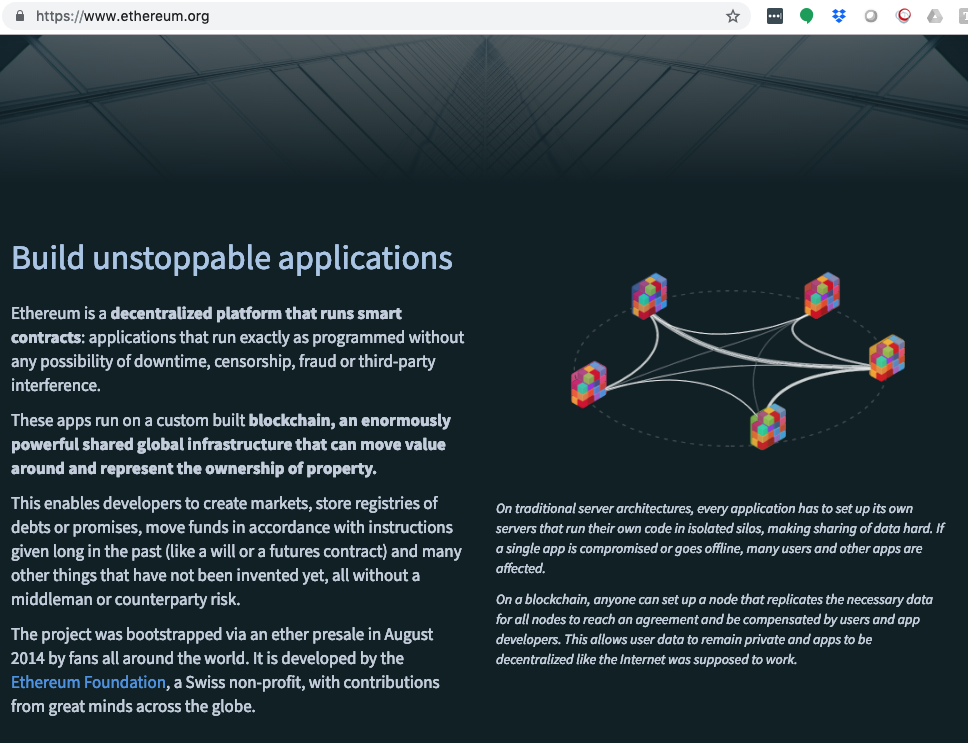 https://www.ethereum.org
Build unstoppable applications
Ethereum is a decentralized platform that runs smart
contracts: applications that run exactly as programmed without
any possibility of downtime, censorship, fraud or third-party
interference.
These apps run on a custom built blockchain, an enormously
powerful shared global infrastructure that can move value
around and represent the ownership of property.
This enables developers to create markets, store registries of
debts or promises, move funds in accordance with instructions
given long in the past (like a will or a futures contract) and many
other things that have not been invented yet, all without a
middleman or counterparty risk.
The project was bootstrapped via an ether presale in August
2014 by fans all around the world. It is developed by the
Ethereum Foundation, a Swiss non-profit, with contributions
from great minds across the globe.
On traditional server architectures, every application has to set up its own
servers that run their own code in isolated silos, making sharing of data hard. If
a single app is compromised or goes offline, many users and other apps are
affected.
On a blockchain, anyone can set up a node that replicates the necessary data
for all nodes to reach an agreement and be compensated by users and app
developers. This allows user data to remain private and apps to be
decentralized like the Internet was supposed to work.